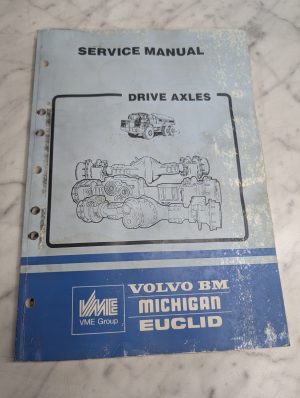 SERVICE MANUAL
DRIVE AXLES
VME
VME Group
VOLVO BM
MICHIGAN
EUCLID